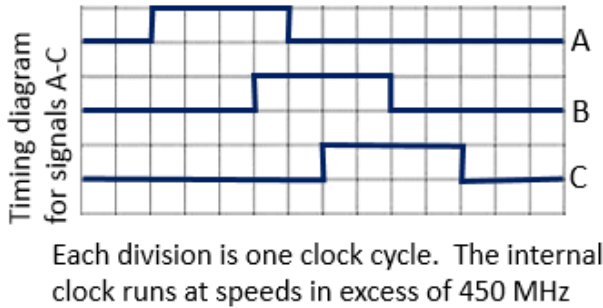 Timing diagram
for signals A-C
A
B
C
Each division is one clock cycle. The internal
clock runs at speeds in excess of 450 MHz